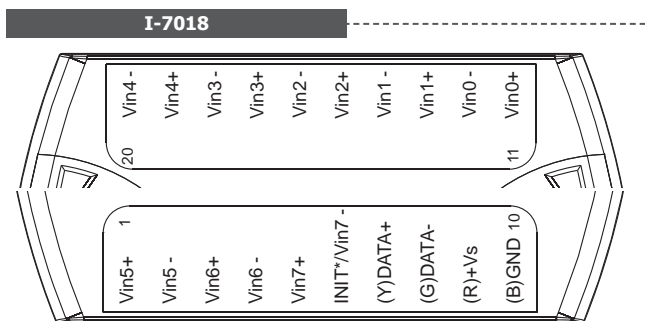 I-7018
Vin4 -
Vin4+
Vin3 -
Vin3+
Vin2 -
Vin2+
Vin1 -
Vin1+
Vin0 -
Vin0+
20
11
1
10
Vin5+
Vin5 -
Vin6+
Vin6 -
Vin7+
INIT*/Vin7 -
(Y)DATA+
(G)DATA-
(R)+Vs
(B)GND